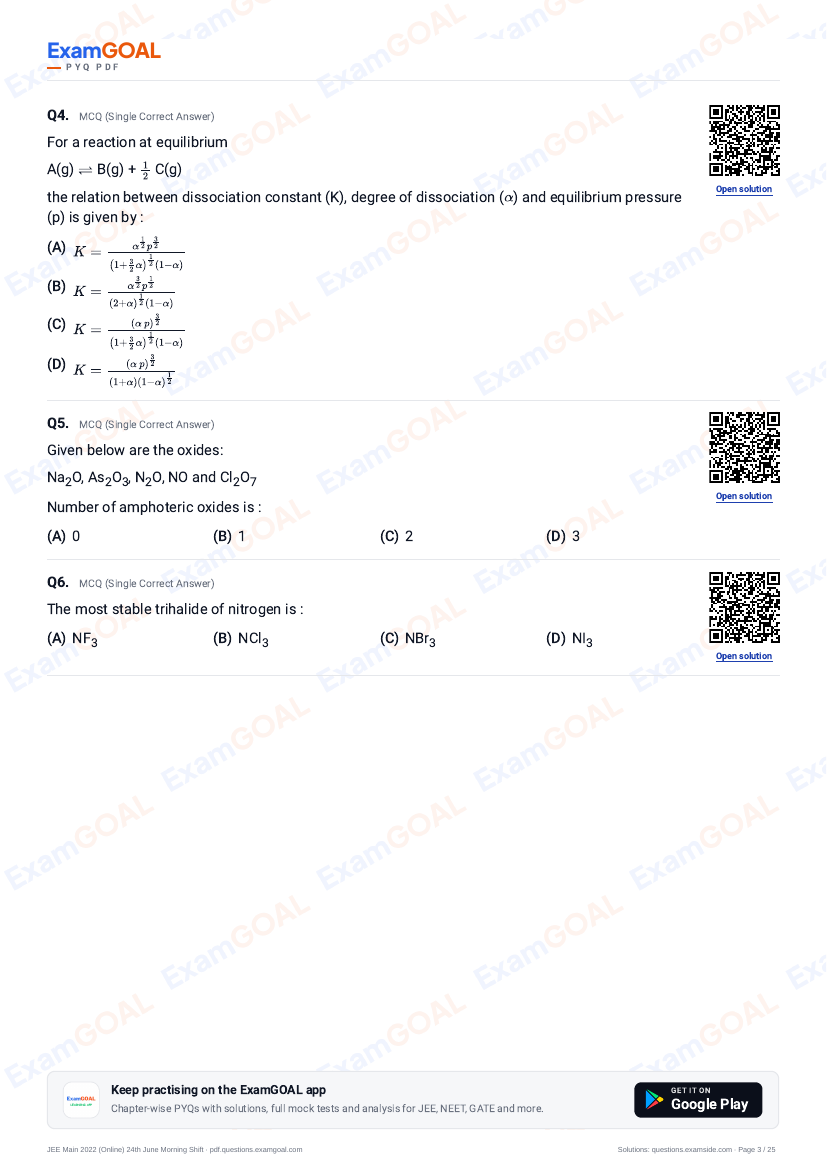 ExamGOAL
PYQ PDF
Q4. MCQ (Single Correct Answer)
For a reaction at equilibrium
A(g) ⇌ B(g) + 1/2 C(g)
the relation between dissociation constant (K), degree of dissociation (α) and equilibrium pressure
(p) is given by :
(A) K = α^(1/2) p^(3/2) / (1+3/2 α)^(1/2) (1−α)
(B) K = α^(3/2) p^(1/2) / (2+α)^(1/2) (1−α)
(C) K = (α p)^(3/2) / (1+3/2 α)^(1/2) (1−α)
(D) K = (α p)^(3/2) / (1+α)(1−α)^(1/2)
Open solution
Q5. MCQ (Single Correct Answer)
Given below are the oxides:
Na₂O, As₂O₃, N₂O, NO and Cl₂O₇
Number of amphoteric oxides is :
(A) 0 (B) 1 (C) 2 (D) 3
Open solution
Q6. MCQ (Single Correct Answer)
The most stable trihalide of nitrogen is :
(A) NF₃ (B) NCl₃ (C) NBr₃ (D) NI₃
Open solution
ExamGOAL
Keep practising on the ExamGOAL app
Chapter-wise PYQs with solutions, full mock tests and analysis for JEE, NEET, GATE and more.
GET IT ON
Google Play
JEE Main 2022 (Online) 24th June Morning Shift · pdf.questions.examgoal.com
Solutions: questions.examside.com · Page 3 / 25